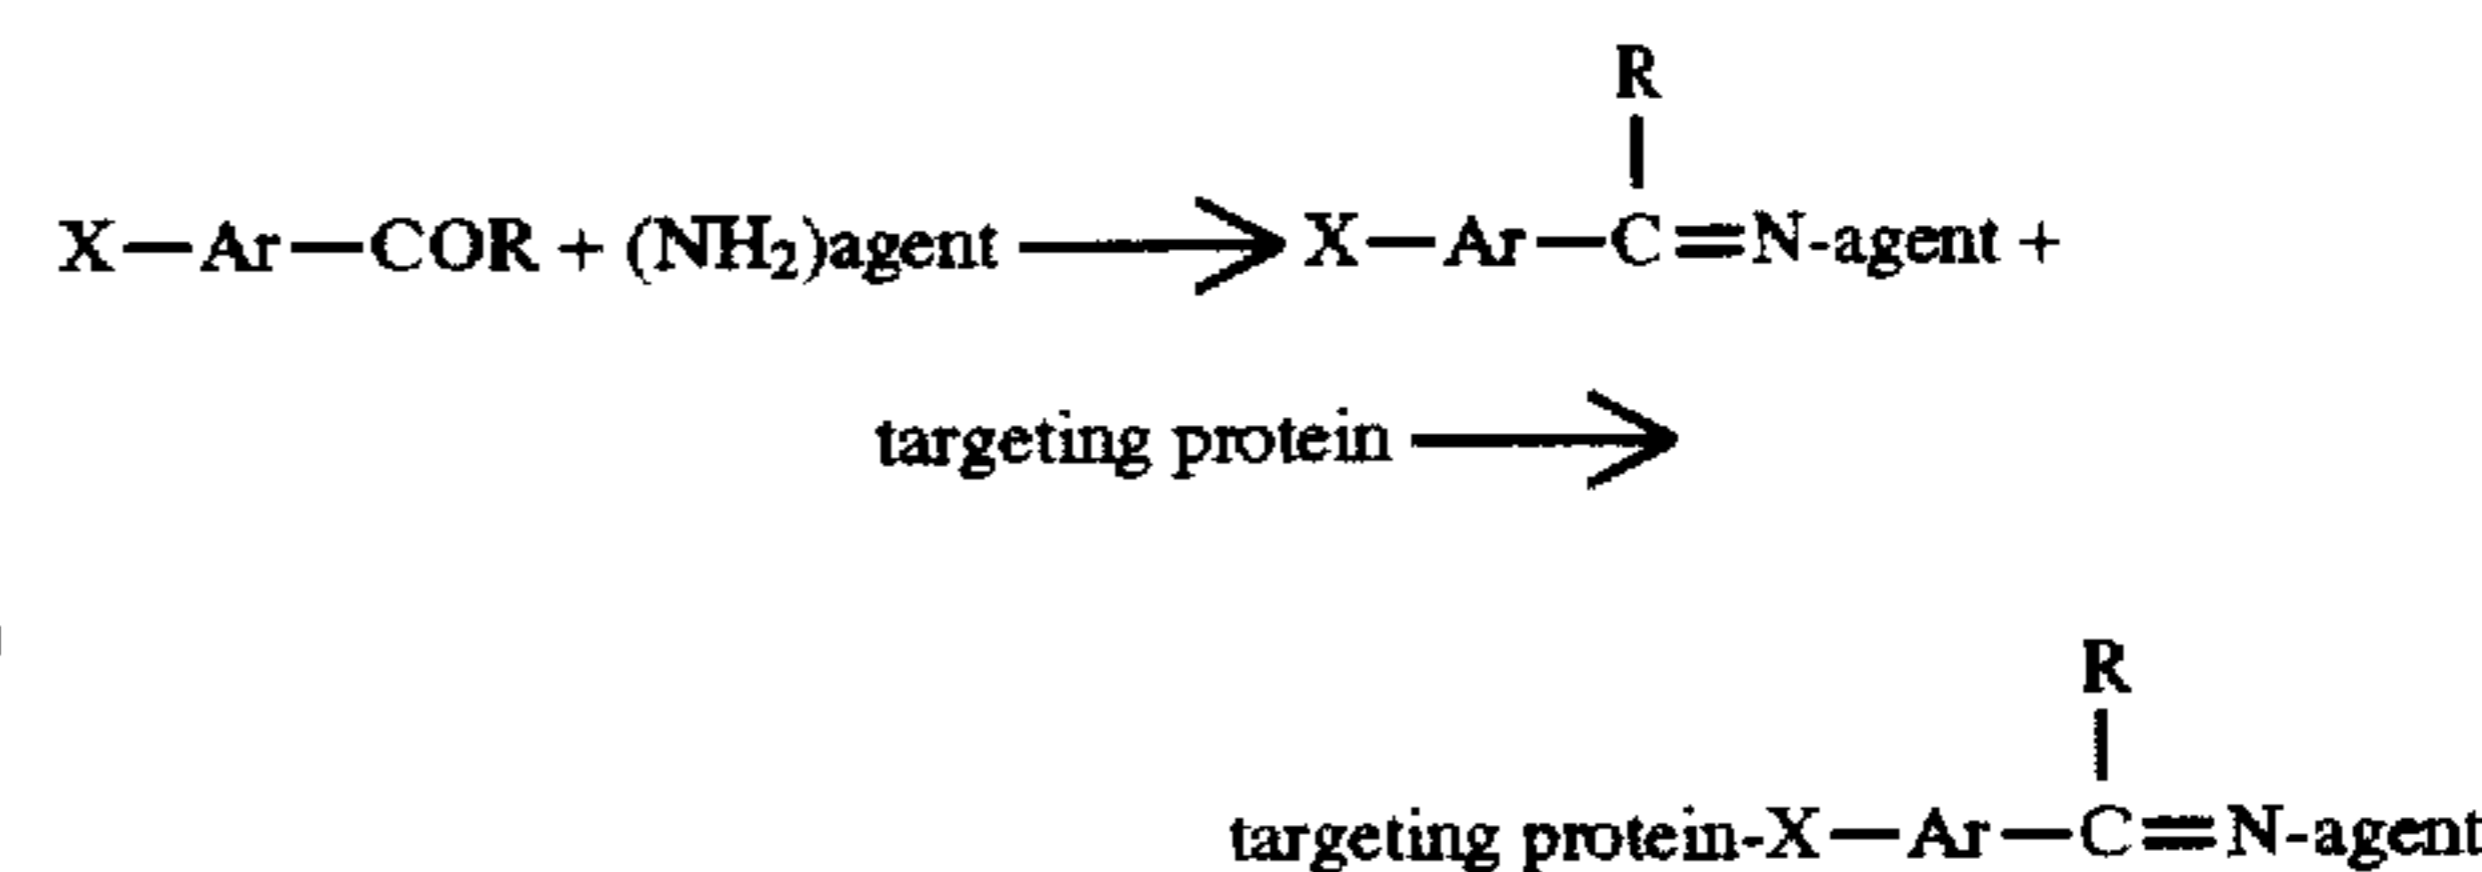 R
X—Ar—COR + (NH₂)agent ⟶ X—Ar—C=N-agent +
targeting protein ⟶
R
targeting protein-X—Ar—C=N-agent